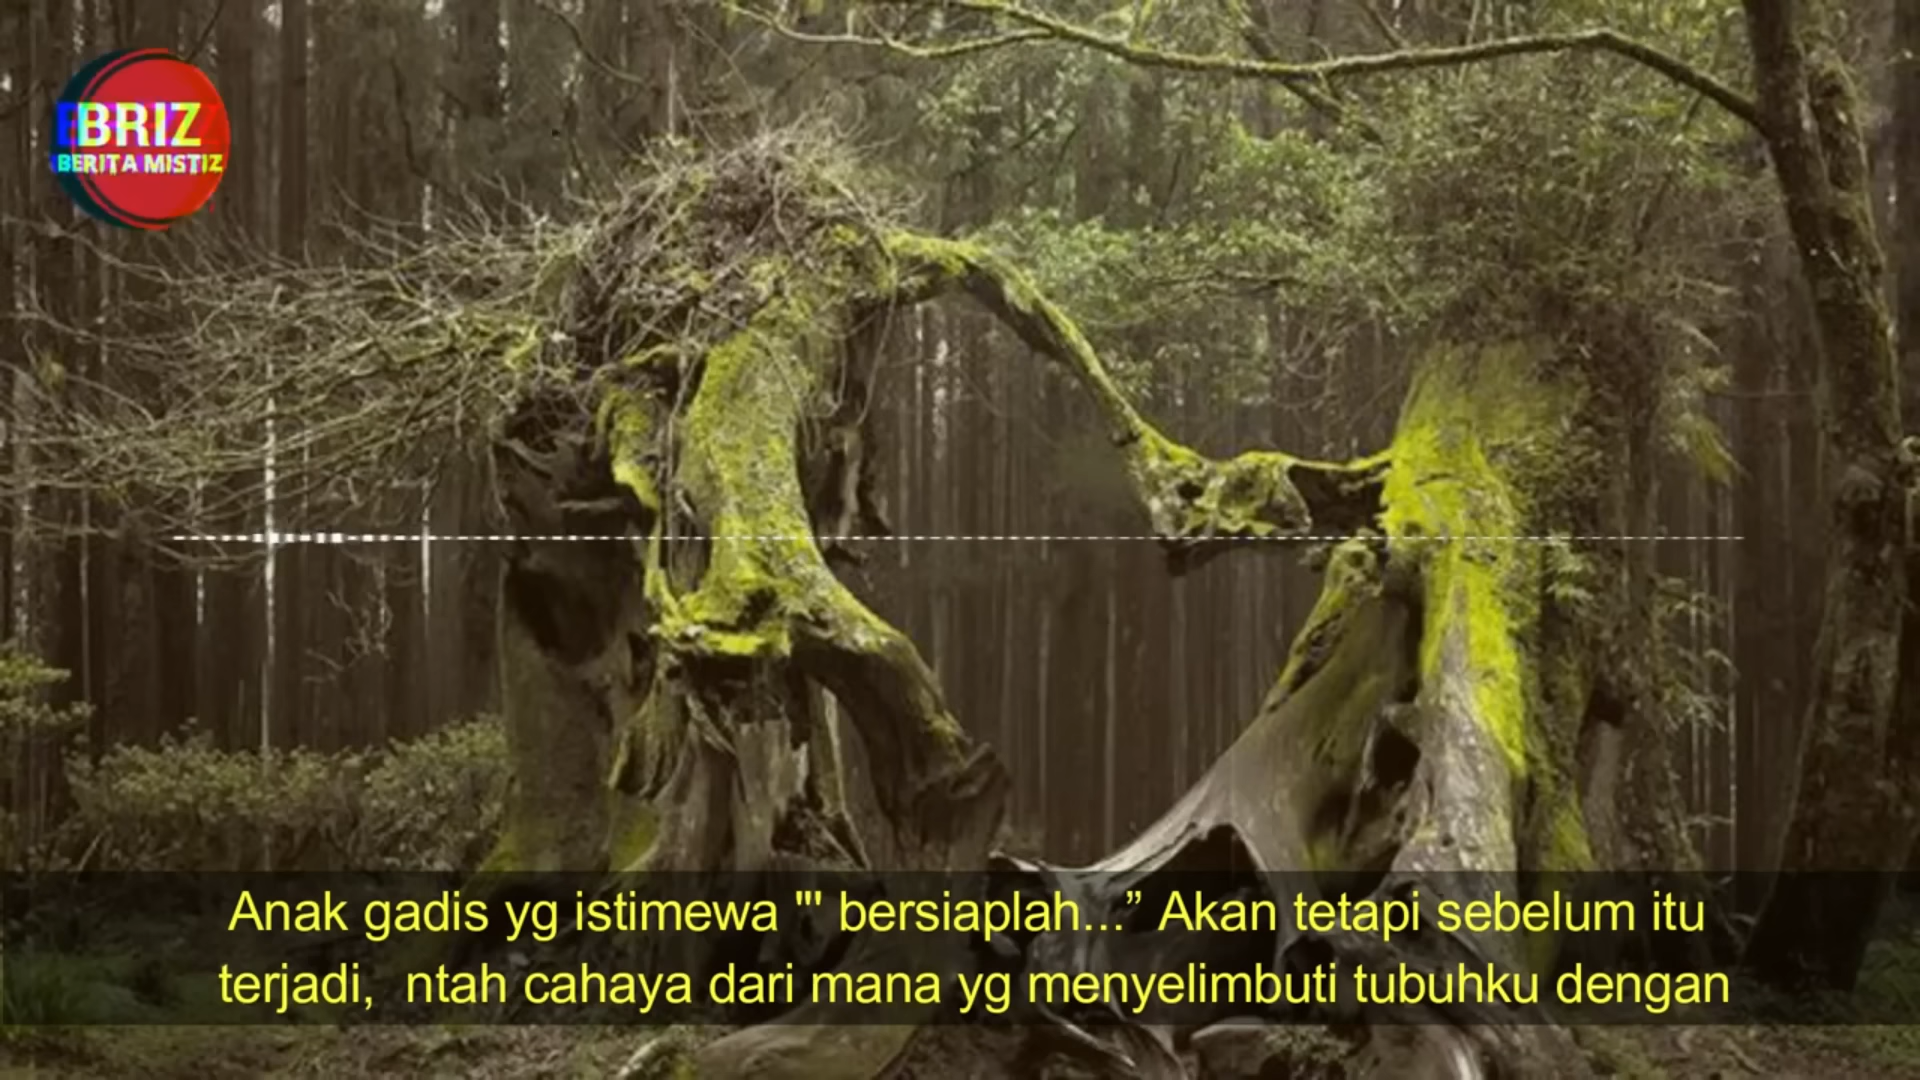 BRIZ
BERITA MISTIZ
Anak gadis yg istimewa "' bersiaplah...” Akan tetapi sebelum itu
terjadi,  ntah cahaya dari mana yg menyelimbuti tubuhku dengan